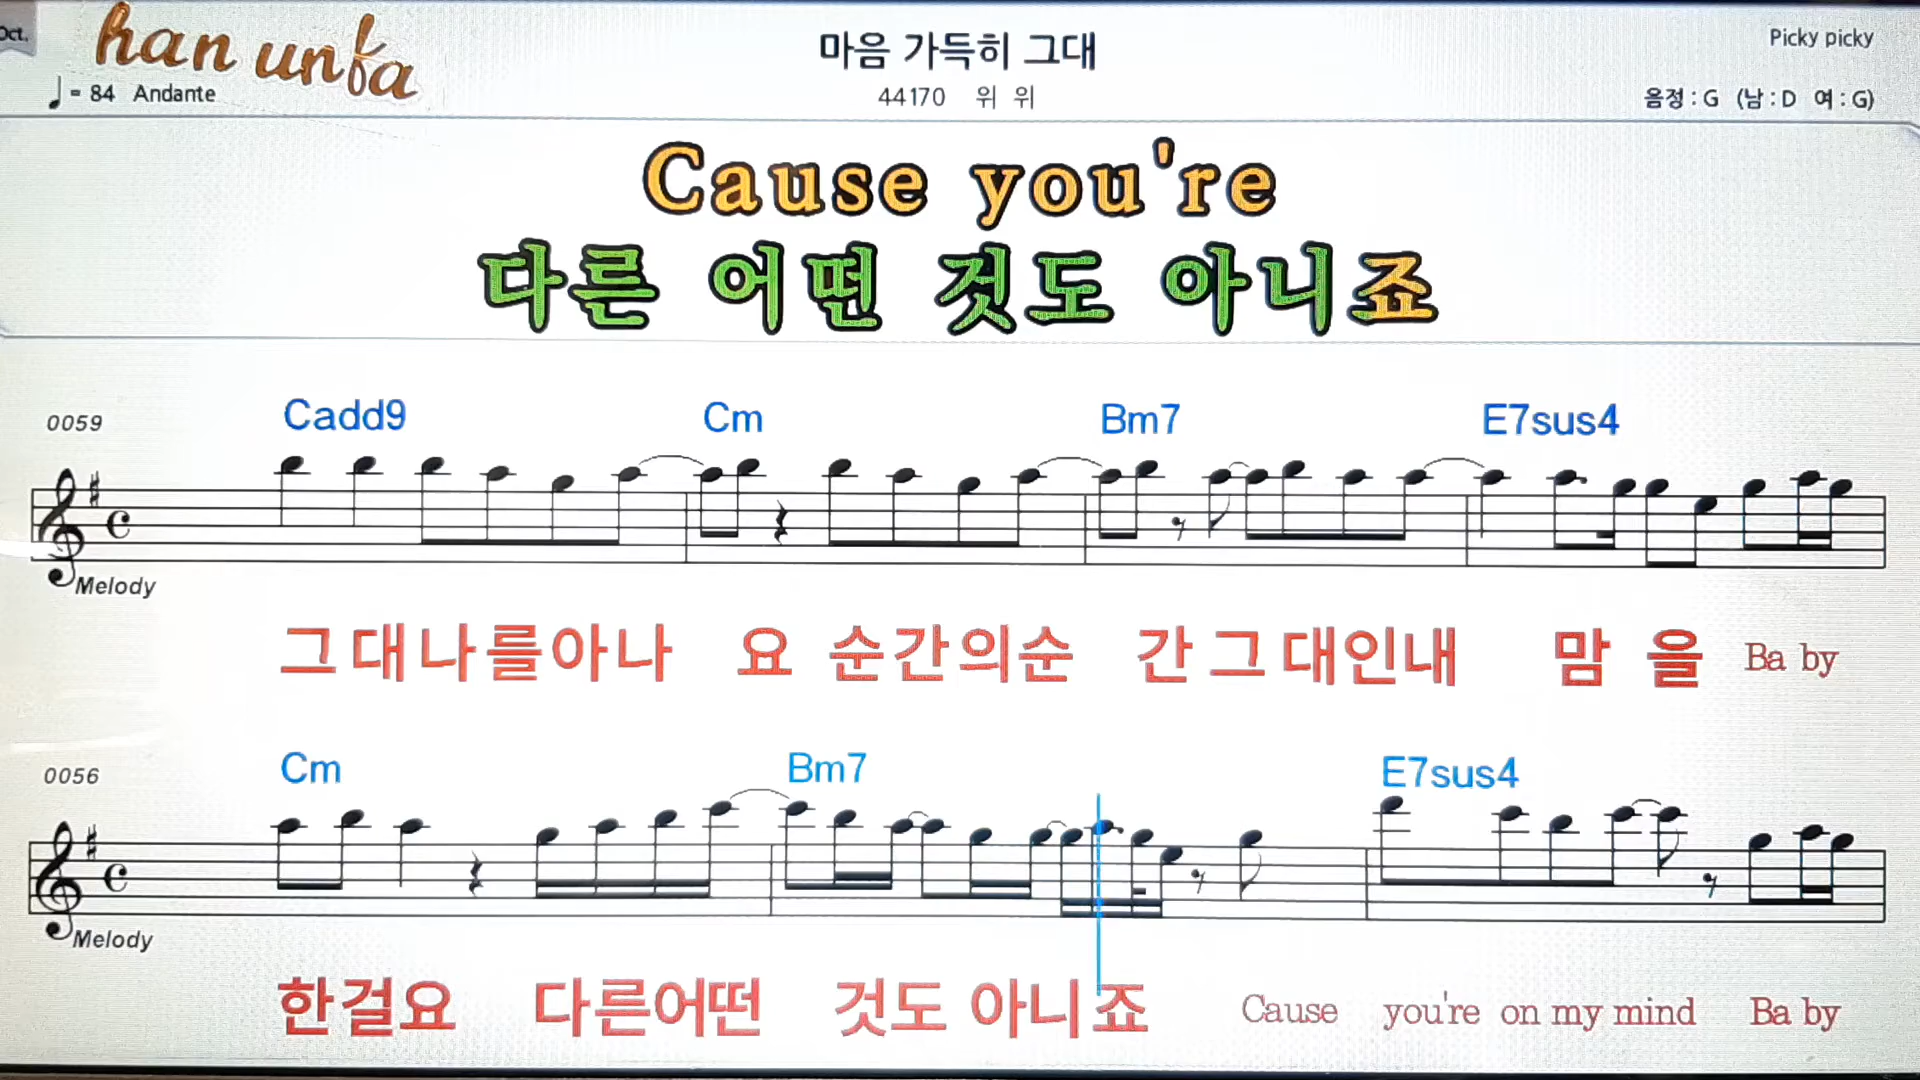 Oct.
han unfa
마음 가득히 그대
Picky picky
♩ = 84 Andante
44170 위 위
음정 : G (남 : D 여 : G)
Cause you're
다른 어떤 것도 아니죠
0059
Cadd9 Cm Bm7 E7sus4
Melody
그대나를아나 요 순간의순 간그대인내 맘 을 Ba by
0056
Cm Bm7 E7sus4
Melody
한걸요 다른어떤 것도 아니죠 Cause you're on my mind Ba by